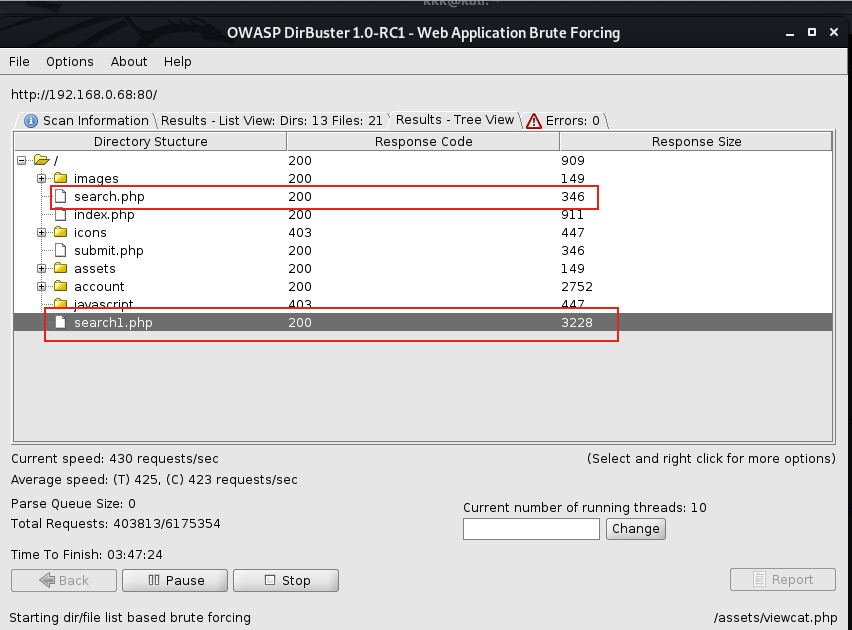 OWASP DirBuster 1.0-RC1 - Web Application Brute Forcing
File Options About Help
http://192.168.0.68:80/
Scan Information Results - List View: Dirs: 13 Files: 21 Results - Tree View Errors: 0
Directory Stucture Response Code Response Size
/ 200 909
images 200 149
search.php 200 346
index.php 200 911
icons 403 447
submit.php 200 346
assets 200 149
account 200 2752
javascript 403 447
search1.php 200 3228
Current speed: 430 requests/sec (Select and right click for more options)
Average speed: (T) 425, (C) 423 requests/sec
Parse Queue Size: 0
Current number of running threads: 10
Total Requests: 403813/6175354
Change
Time To Finish: 03:47:24
Back Pause Stop Report
Starting dir/file list based brute forcing /assets/viewcat.php